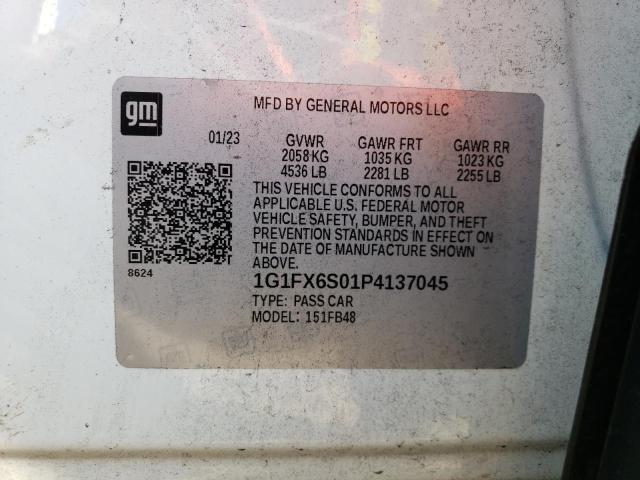 gm
MFD BY GENERAL MOTORS LLC
01/23 GVWR GAWR FRT GAWR RR
2058 KG 1035 KG 1023 KG
4536 LB 2281 LB 2255 LB
THIS VEHICLE CONFORMS TO ALL
APPLICABLE U.S. FEDERAL MOTOR
VEHICLE SAFETY, BUMPER, AND THEFT
PREVENTION STANDARDS IN EFFECT ON
THE DATE OF MANUFACTURE SHOWN
ABOVE.
8624
1G1FX6S01P4137045
TYPE: PASS CAR
MODEL: 151FB48